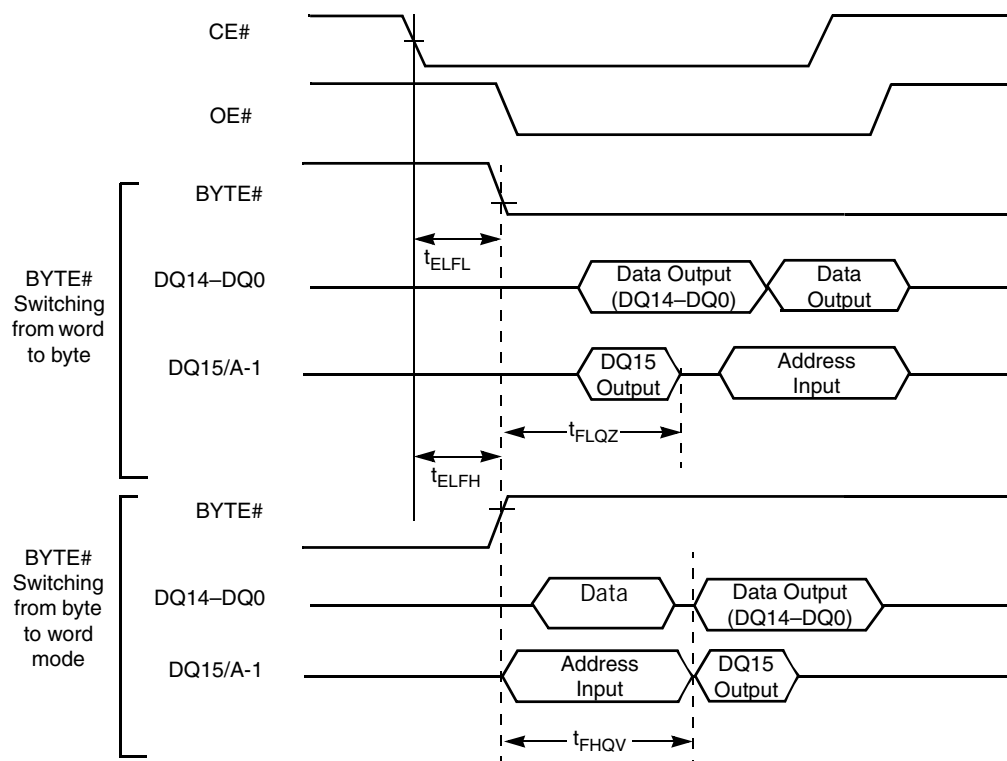 CE#
OE#
BYTE#
tELFL
BYTE#
Switching
from word
to byte
DQ14–DQ0
Data Output
(DQ14–DQ0)
Data
Output
DQ15/A-1
DQ15
Output
Address
Input
tFLQZ
tELFH
BYTE#
BYTE#
Switching
from byte
to word
mode
DQ14–DQ0
Data
Data Output
(DQ14–DQ0)
DQ15/A-1
Address
Input
DQ15
Output
tFHQV